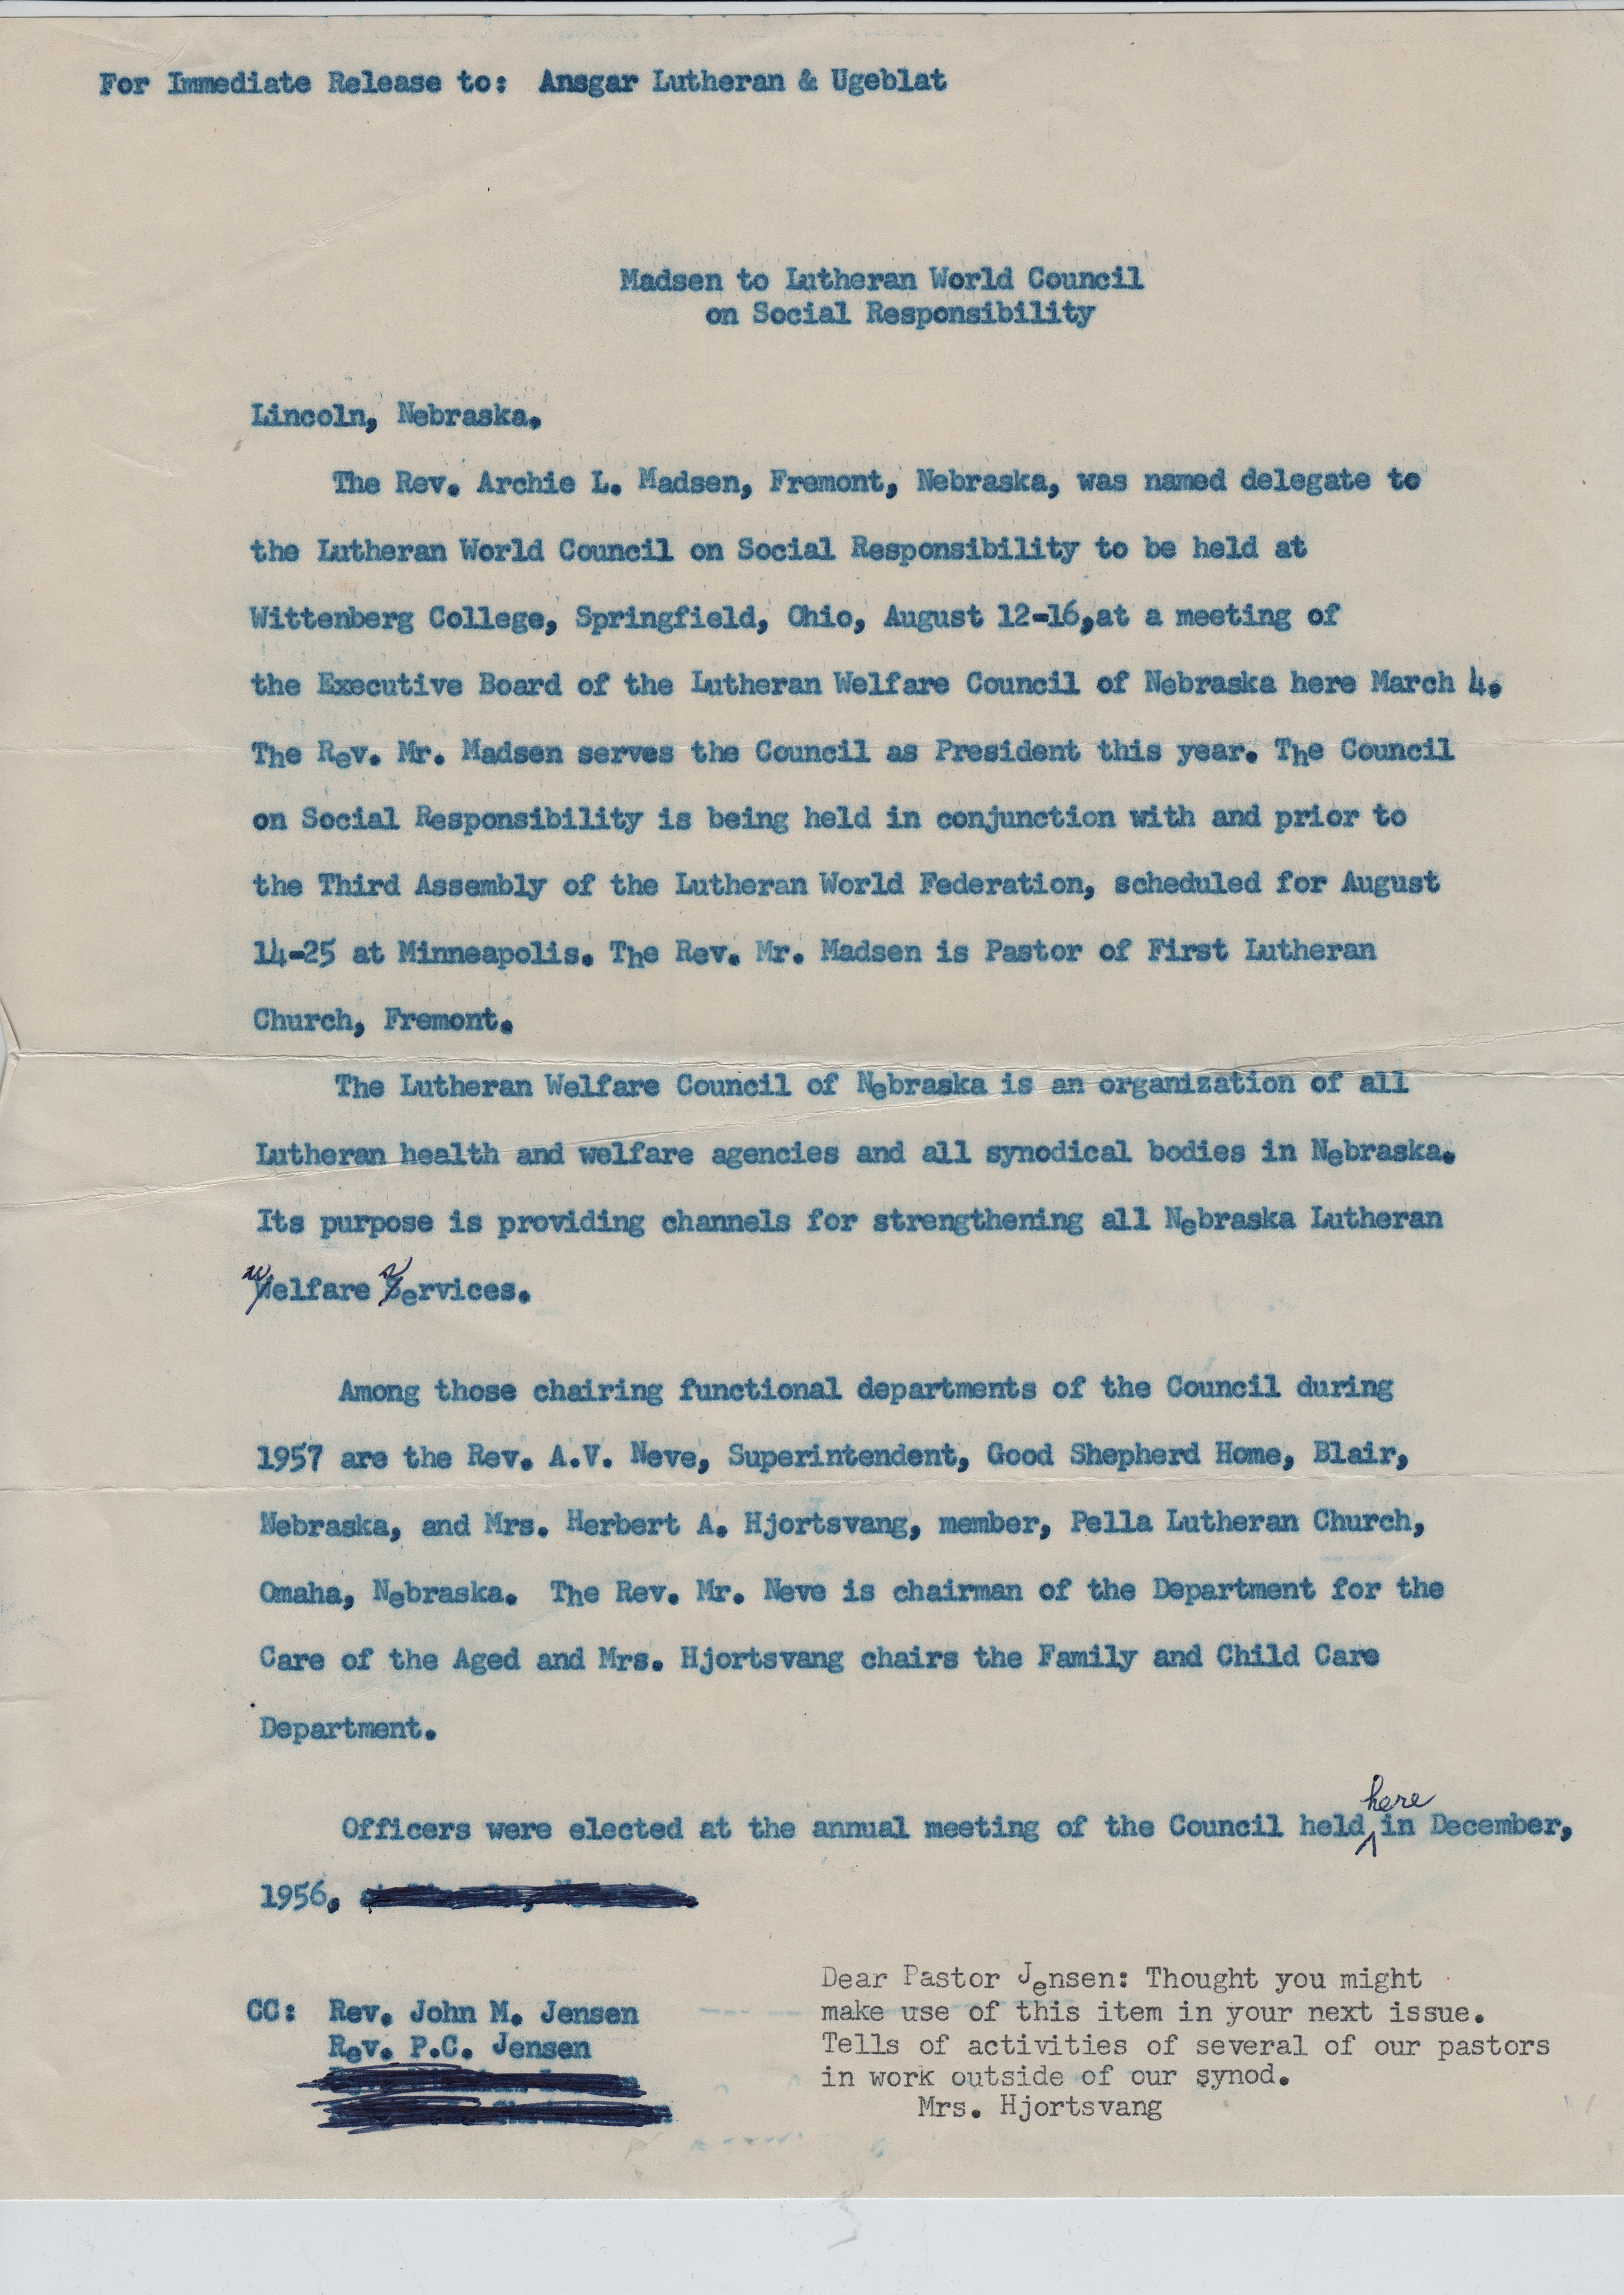 For Immediate Release to: Ansgar Lutheran & Ugeblat
Madsen to Lutheran World Council
on Social Responsibility
Lincoln, Nebraska.
The Rev. Archie L. Madsen, Fremont, Nebraska, was named delegate to
the Lutheran World Council on Social Responsibility to be held at
Wittenberg College, Springfield, Ohio, August 12-16,at a meeting of
the Executive Board of the Lutheran Welfare Council of Nebraska here March 4.
The Rev. Mr. Madsen serves the Council as President this year. The Council
on Social Responsibility is being held in conjunction with and prior to
the Third Assembly of the Lutheran World Federation, scheduled for August
14-25 at Minneapolis. The Rev. Mr. Madsen is Pastor of First Lutheran
Church, Fremont.
The Lutheran Welfare Council of Nebraska is an organization of all
Lutheran health and welfare agencies and all synodical bodies in Nebraska.
Its purpose is providing channels for strengthening all Nebraska Lutheran
welfare services.
Among those chairing functional departments of the Council during
1957 are the Rev. A.V. Neve, Superintendent, Good Shepherd Home, Blair,
Nebraska, and Mrs. Herbert A. Hjortsvang, member, Pella Lutheran Church,
Omaha, Nebraska. The Rev. Mr. Neve is chairman of the Department for the
Care of the Aged and Mrs. Hjortsvang chairs the Family and Child Care
Department.
Officers were elected at the annual meeting of the Council held here in December,
1956.
CC: Rev. John M. Jensen
Rev. P.C. Jensen
Dear Pastor Jensen: Thought you might
make use of this item in your next issue.
Tells of activities of several of our pastors
in work outside of our synod.
Mrs. Hjortsvang